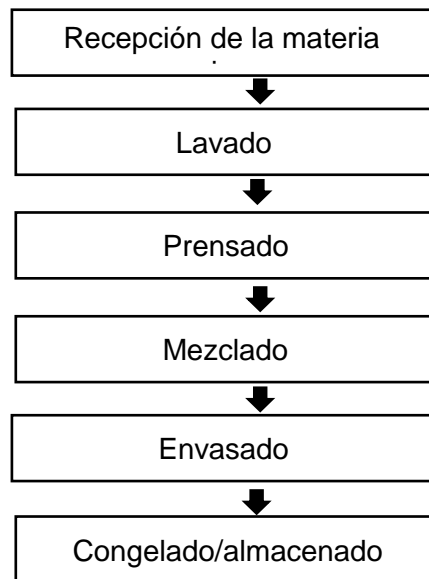 Recepción de la materia
Lavado
Prensado
Mezclado
Envasado
Congelado/almacenado